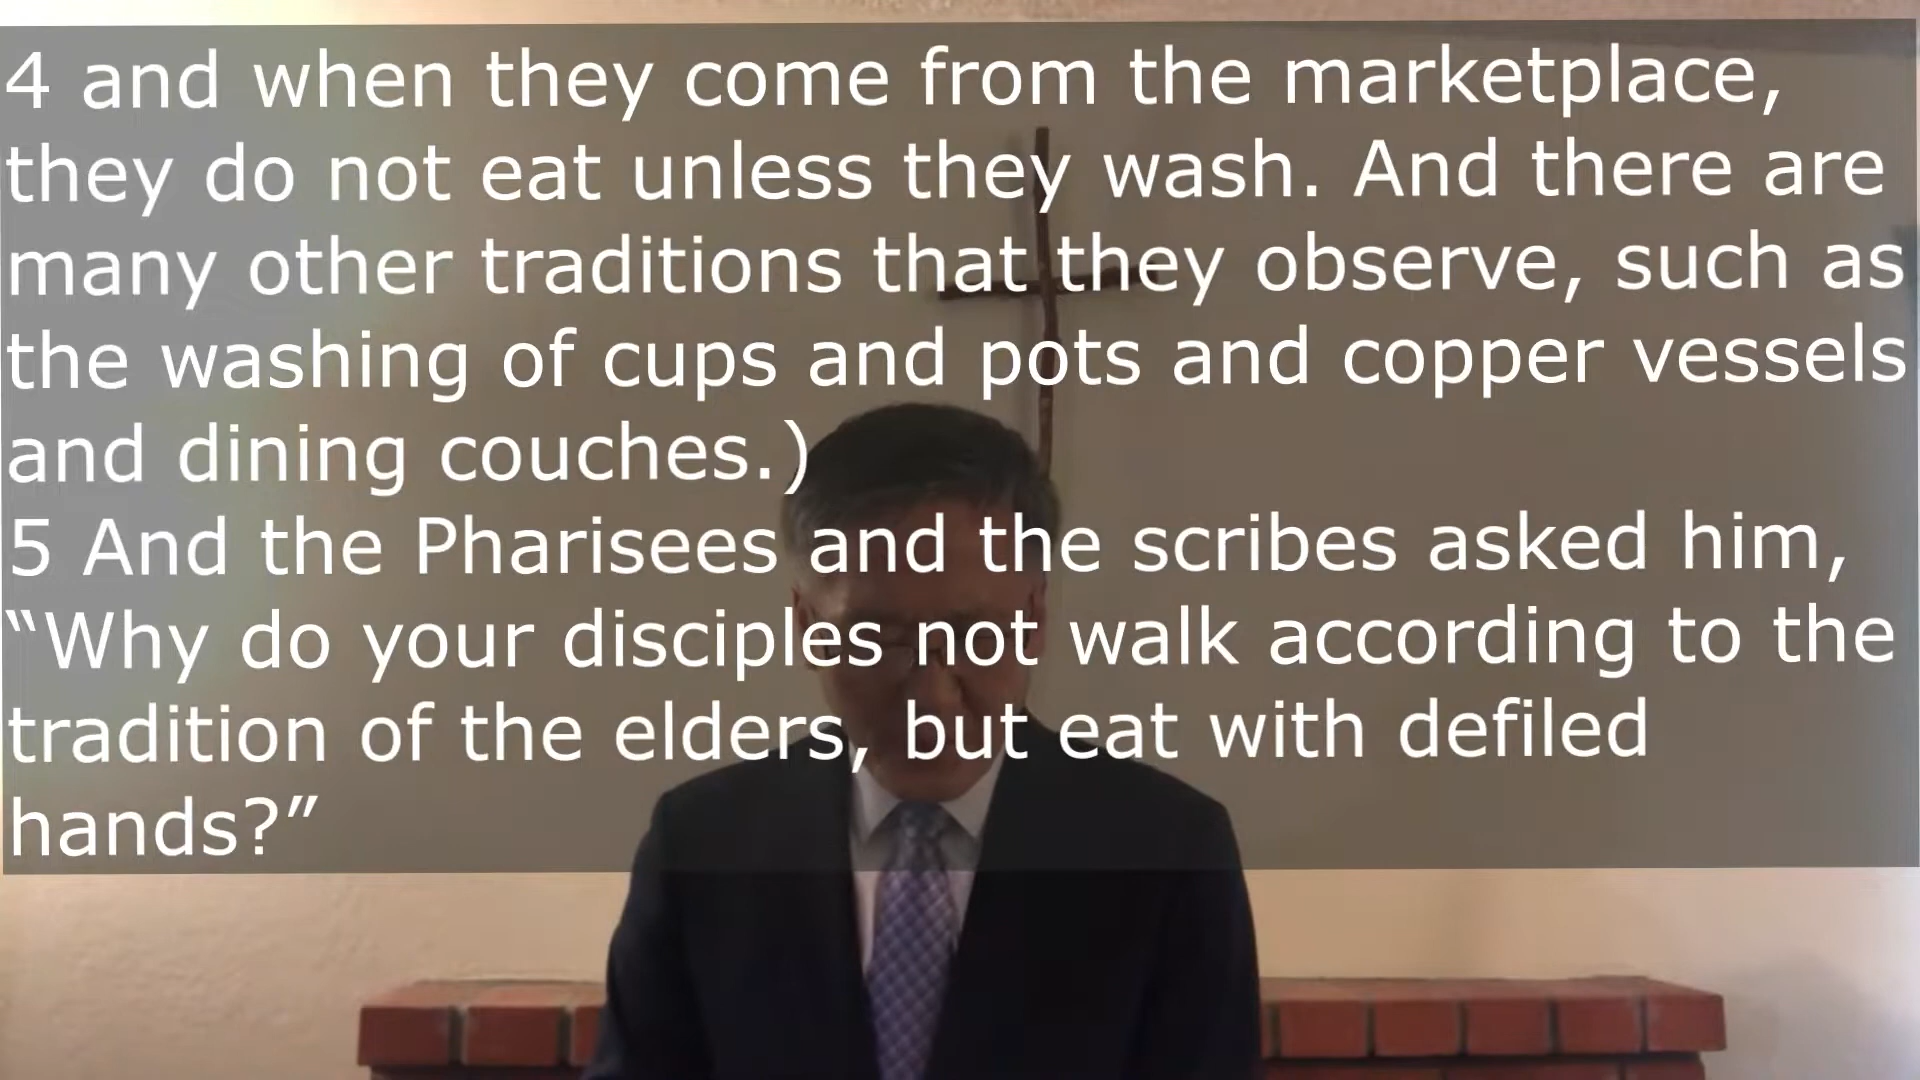 4 and when they come from the marketplace,
they do not eat unless they wash. And there are
many other traditions that they observe, such as
the washing of cups and pots and copper vessels
and dining couches.)
5 And the Pharisees and the scribes asked him,
“Why do your disciples not walk according to the
tradition of the elders, but eat with defiled
hands?”